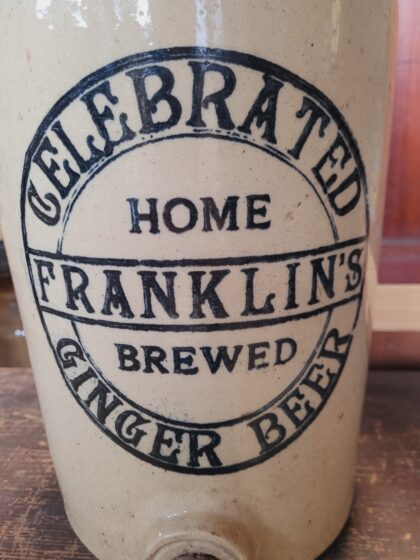 CELEBRATED
HOME
FRANKLIN'S
BREWED
GINGER BEER